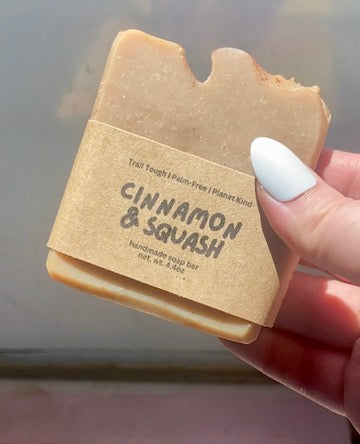 Trail Tough | Palm-Free | Planet Kind
CINNAMON
& SQUASH
handmade soap bar
net. wt. 4.4oz